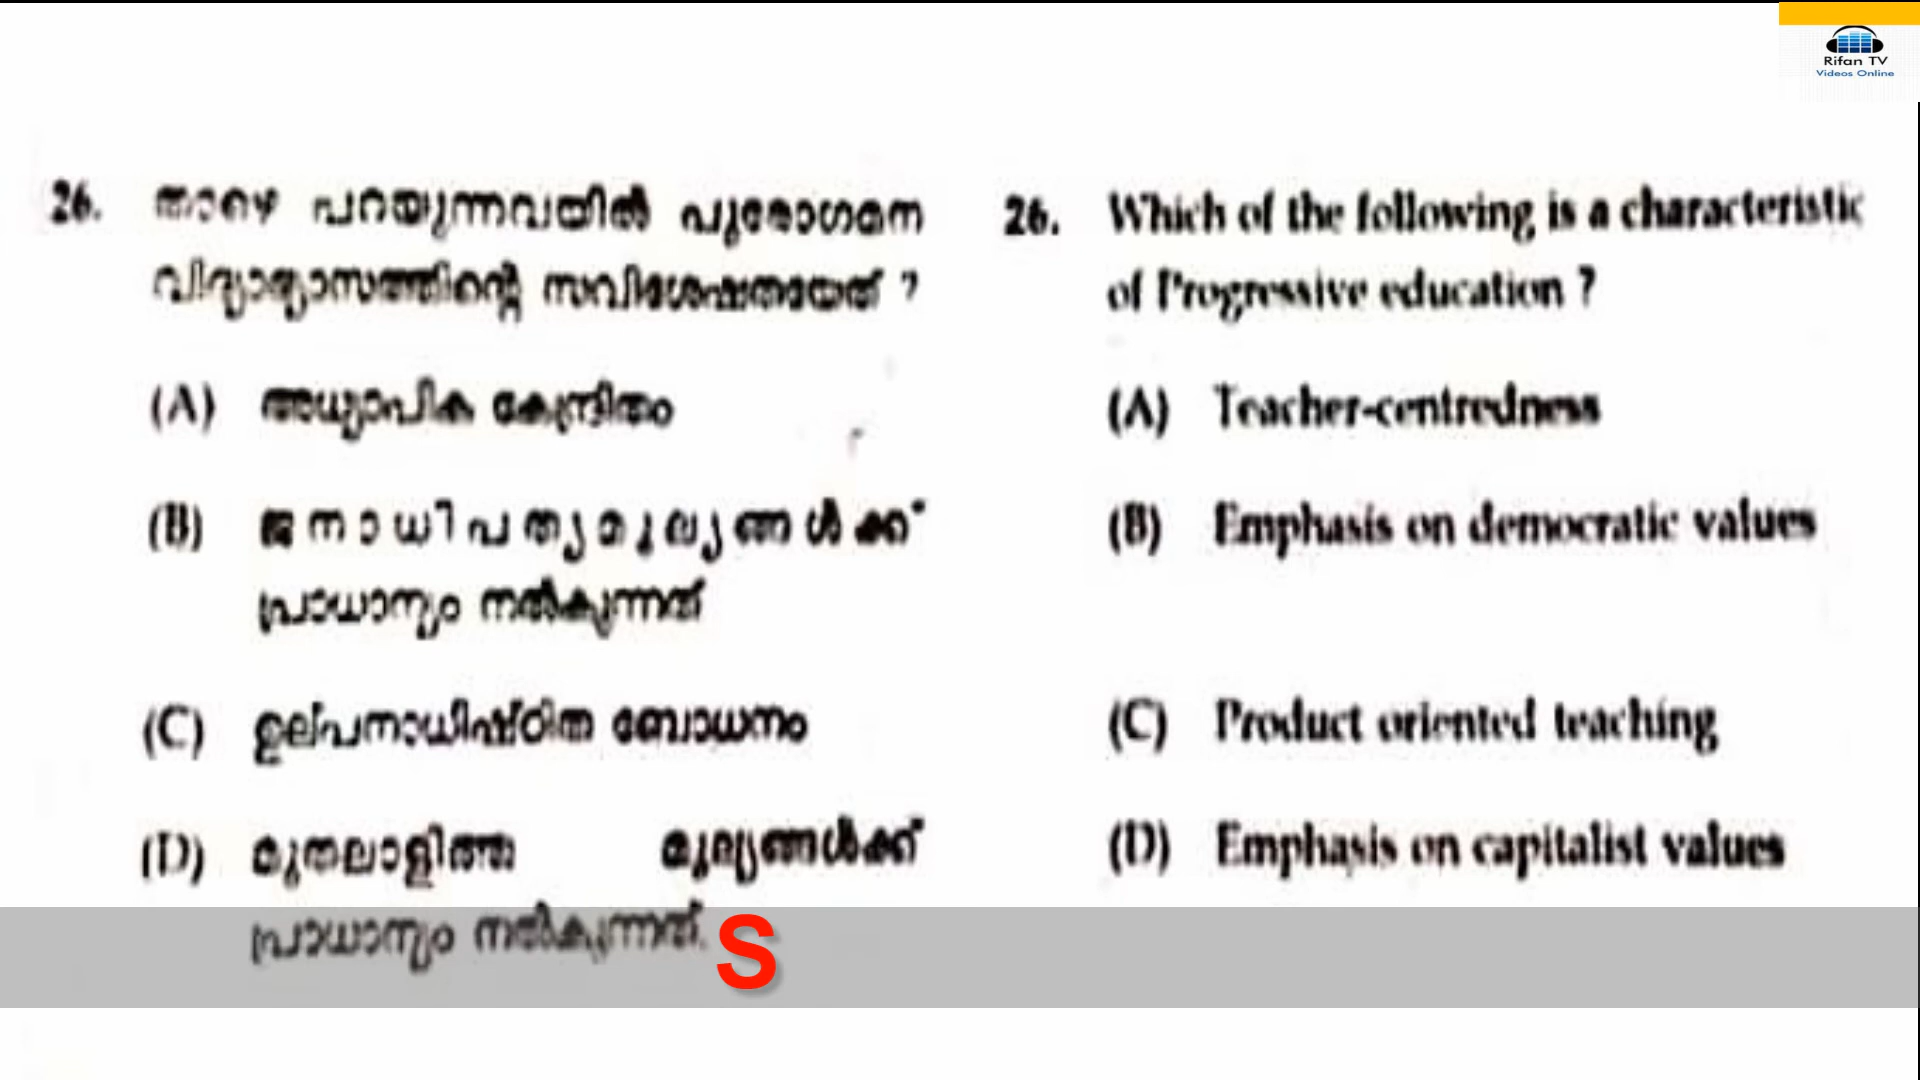 Rifan TV
Videos Online
26. താഴെ പറയുന്നവയിൽ പുരോഗമന
വിദ്യാഭ്യാസത്തിന്റെ സവിശേഷതയേത് ?
(A) അധ്യാപിക കേന്ദ്രിതം
(B) ജനാധിപത്യമൂല്യങ്ങൾക്ക്
പ്രാധാന്യം നൽകുന്നത്
(C) ഉല്പനാധിഷ്ഠിത ബോധനം
(D) മുതലാളിത്ത മൂല്യങ്ങൾക്ക്
പ്രാധാന്യം നൽകുന്നത്.
26. Which of the following is a characteristic
of Progressive education ?
(A) Teacher-centredness
(B) Emphasis on democratic values
(C) Product oriented teaching
(D) Emphasis on capitalist values
S